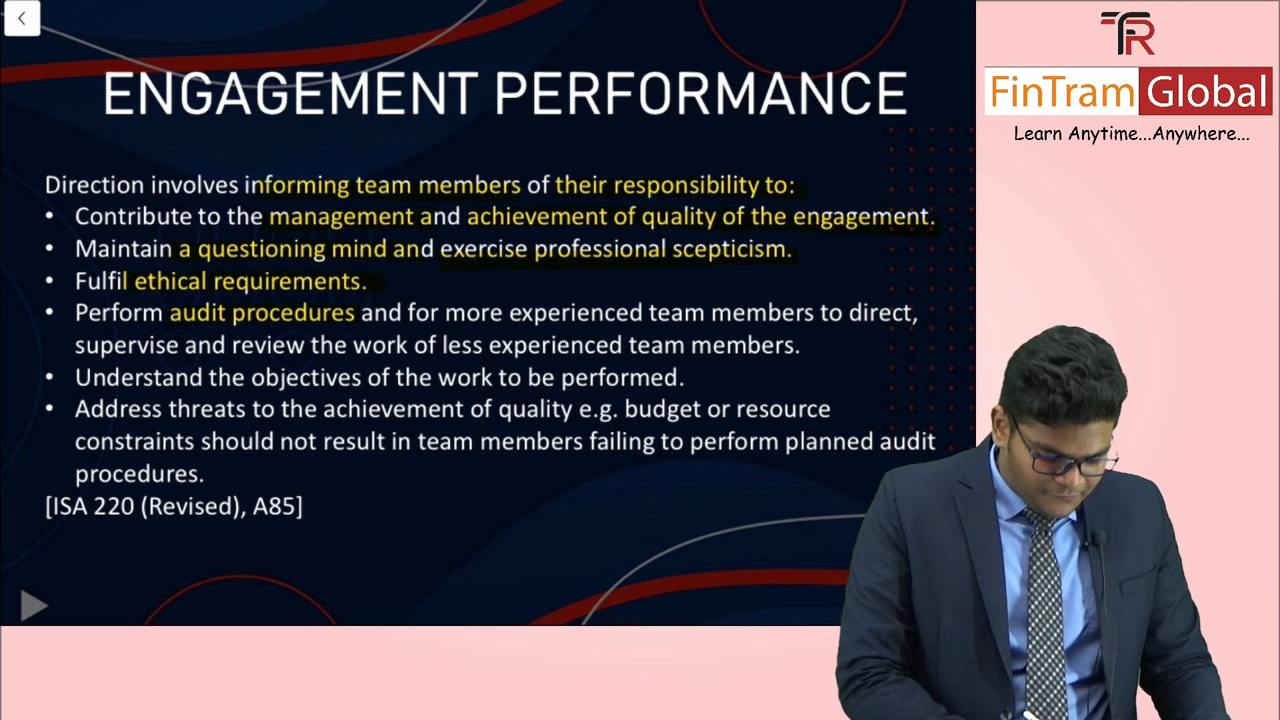 ENGAGEMENT PERFORMANCE
Direction involves informing team members of their responsibility to:
• Contribute to the management and achievement of quality of the engagement.
• Maintain a questioning mind and exercise professional scepticism.
• Fulfil ethical requirements.
• Perform audit procedures and for more experienced team members to direct,
supervise and review the work of less experienced team members.
• Understand the objectives of the work to be performed.
• Address threats to the achievement of quality e.g. budget or resource
constraints should not result in team members failing to perform planned audit
procedures.
[ISA 220 (Revised), A85]
FinTram Global
Learn Anytime...Anywhere...